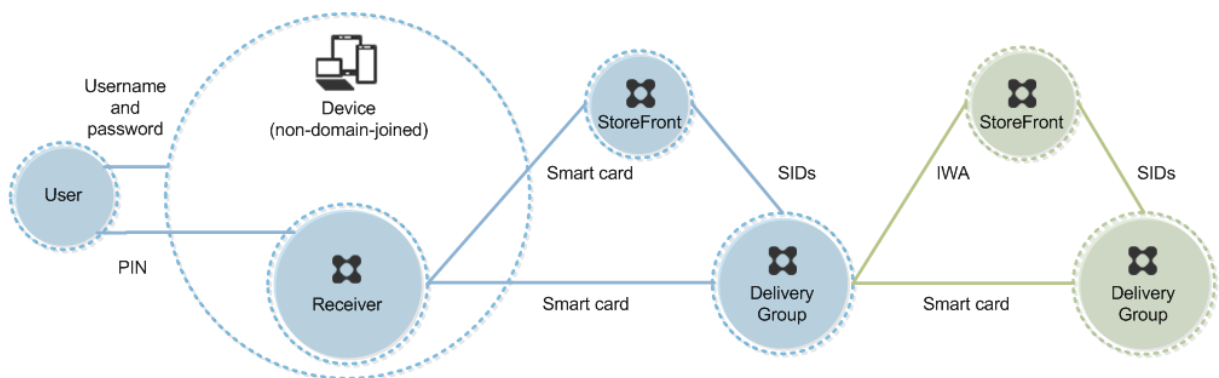 Username
and
password
User
PIN
Device
(non-domain-joined)
Receiver
Smart card
Smart card
StoreFront
SIDs
Delivery
Group
IWA
Smart card
StoreFront
SIDs
Delivery
Group